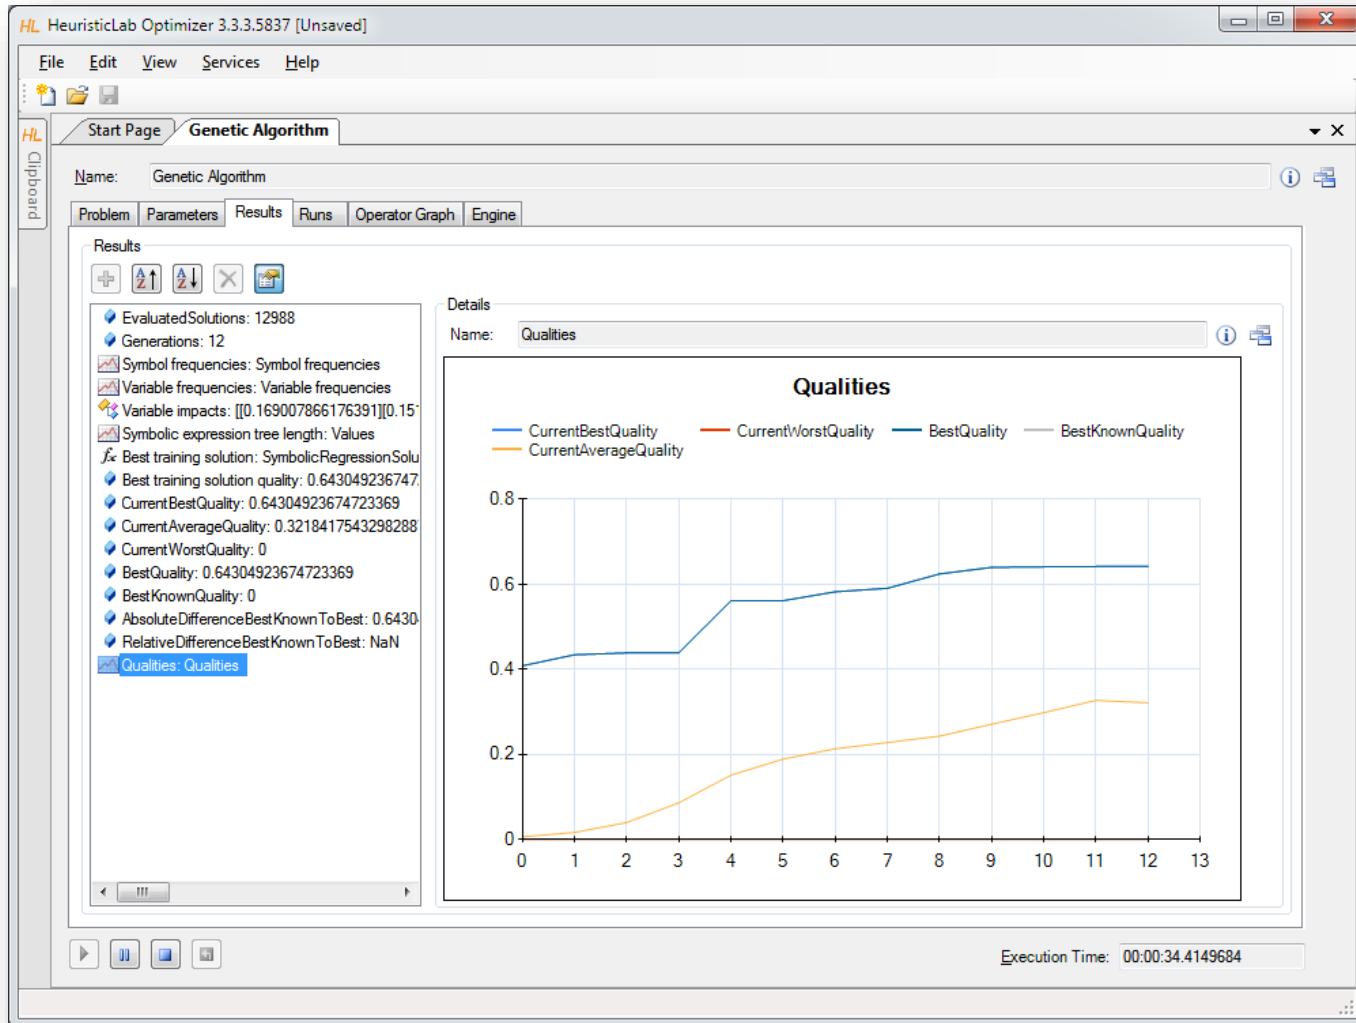 HL HeuristicLab Optimizer 3.3.3.5837 [Unsaved]
File Edit View Services Help
HL Clipboard
Start Page Genetic Algorithm
Name: Genetic Algorithm
Problem Parameters Results Runs Operator Graph Engine
Results
EvaluatedSolutions: 12988
Generations: 12
Symbol frequencies: Symbol frequencies
Variable frequencies: Variable frequencies
Variable impacts: [[0.169007866176391][0.15
Symbolic expression tree length: Values
Best training solution: SymbolicRegressionSolu
Best training solution quality: 0.64304923674
CurrentBestQuality: 0.64304923674723369
CurrentAverageQuality: 0.3218417543298288
CurrentWorstQuality: 0
BestQuality: 0.64304923674723369
BestKnownQuality: 0
AbsoluteDifferenceBestKnownToBest: 0.6430
RelativeDifferenceBestKnownToBest: NaN
Qualities: Qualities
Details
Name: Qualities
Qualities
CurrentBestQuality CurrentWorstQuality BestQuality BestKnownQuality
CurrentAverageQuality
0.8
0.6
0.4
0.2
0
0 1 2 3 4 5 6 7 8 9 10 11 12 13
Execution Time: 00:00:34.4149684